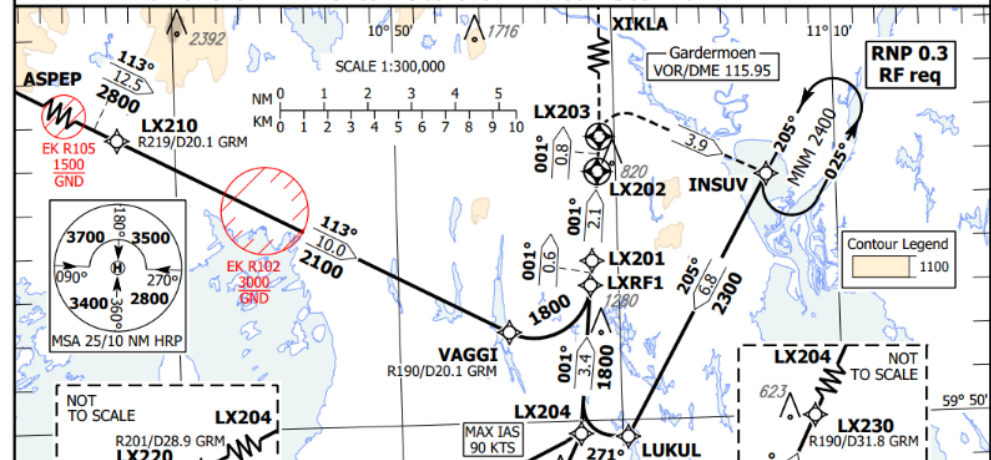 XIKLA
2392
10° 50'
1716
11° 10'
RNP 0.3
RF req
Gardermoen
VOR/DME 115.95
SCALE 1:300,000
ASPEP
113°
12.5
2800
NM
0 1 2 3 4 5
KM
0 1 2 3 4 5 6 7 8 9 10
LX210
R219/D20.1 GRM
EK R105
1500
GND
LX203
001°
0.8
820
3.9
205°
MNM 2400
025°
INSUV
LX202
001°
2.1
113°
10.0
2100
EK R102
3000
GND
180°
3700
3500
090°
H
270°
3400
2800
360°
MSA 25/10 NM HRP
001°
0.6
LX201
LXRF1
1280
1800
205°
6.8
2300
Contour Legend
1100
VAGGI
R190/D20.1 GRM
001°
3.4
1800
NOT
TO SCALE
LX204
R201/D28.9 GRM
LX220
LX204
MAX IAS
90 KTS
271°
LUKUL
LX204
NOT
TO SCALE
623
LX230
R190/D31.8 GRM
59° 50'